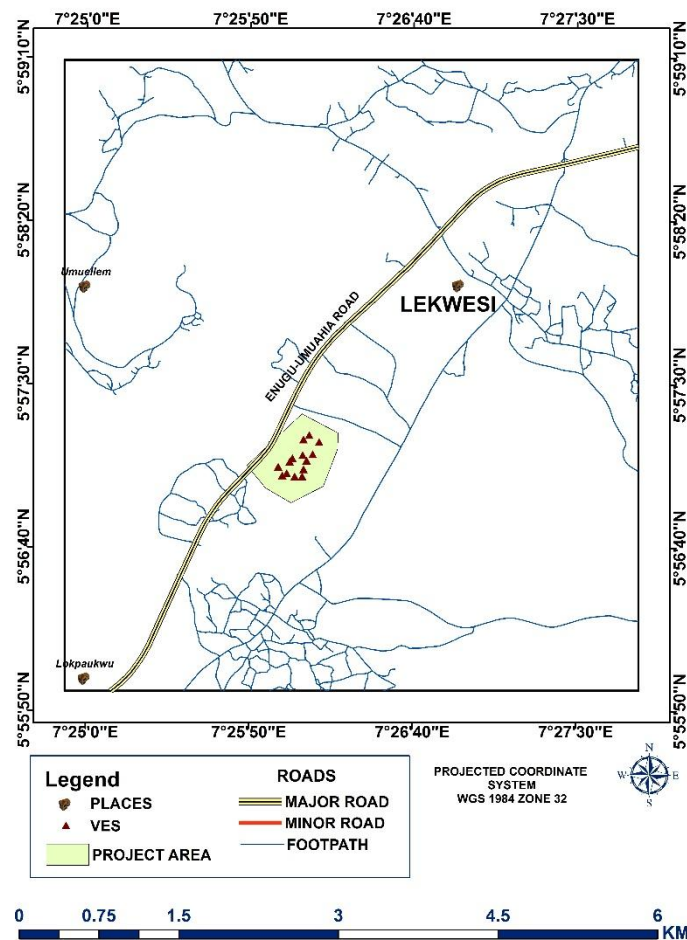 7°25'0"E 7°25'50"E 7°26'40"E 7°27'30"E
5°59'10"N 5°59'10"N
5°58'20"N 5°58'20"N
Umuellem
LEKWESI
ENUGU-UMUAHIA ROAD
5°57'30"N 5°57'30"N
5°56'40"N 5°56'40"N
Lokpaukwu
5°55'50"N 5°55'50"N
7°25'0"E 7°25'50"E 7°26'40"E 7°27'30"E
Legend
PLACES
VES
PROJECT AREA
ROADS
MAJOR ROAD
MINOR ROAD
FOOTPATH
PROJECTED COORDINATE
SYSTEM
WGS 1984 ZONE 32
N
W E
S
0 0.75 1.5 3 4.5 6
KM